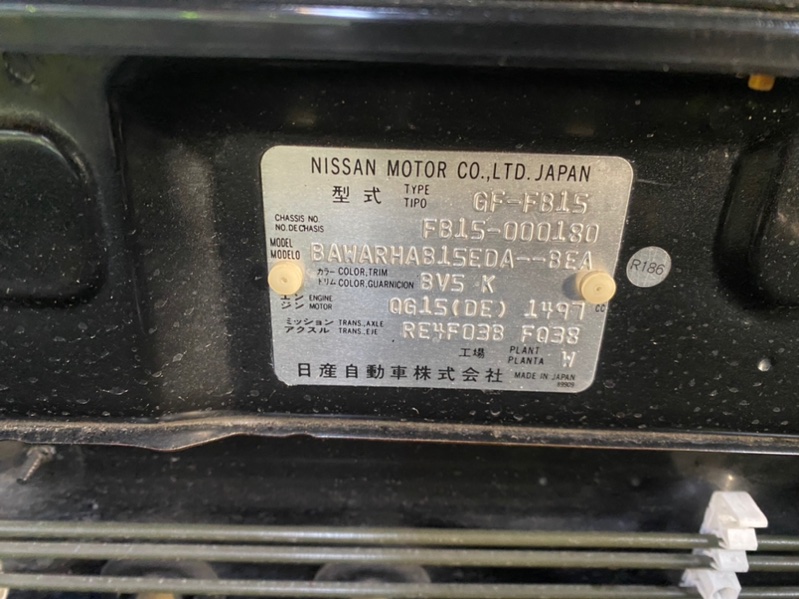 NISSAN MOTOR CO.,LTD. JAPAN
型式 TYPE TIPO GF-FB15
CHASSIS NO. NO.DE CHASIS FB15-000180
MODEL MODELO BAWARHAB15EDA--BEA
カラー COLOR,TRIM トリム COLOR,GUARNICION BV5 K
エンジン ENGINE MOTOR QG15(DE) 1497 CC
ミッション TRANS.,AXLE アクスル TRANS.,EJE RE4F03B FQ38
工場 PLANT PLANTA W
日産自動車株式会社 MADE IN JAPAN
R186